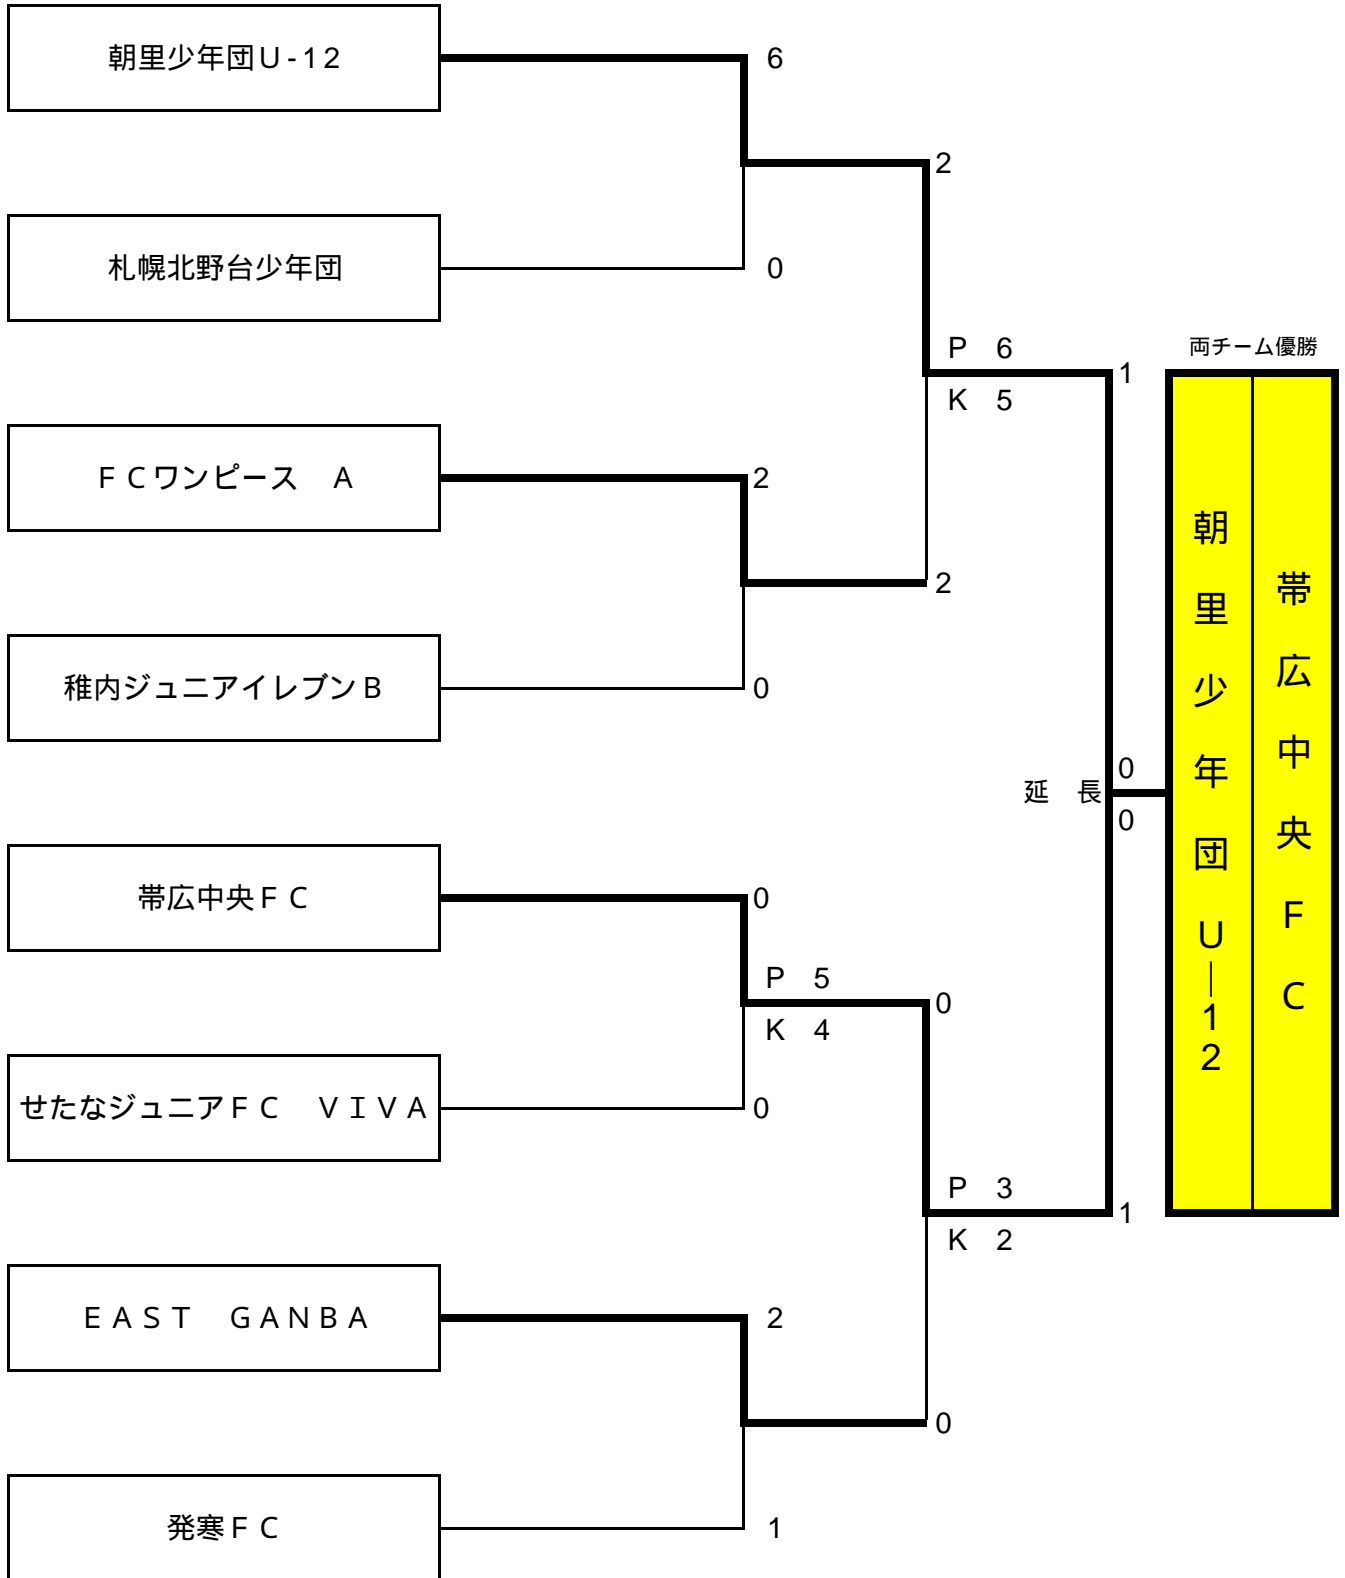 朝里少年団Ｕ-１２
6
2
札幌北野台少年団
0
P 6
K 5
両チーム優勝
1
ＦＣワンピース　Ａ
2
2
稚内ジュニアイレブンＢ
0
延 長
0
0
帯広中央ＦＣ
0
P 5
K 4
0
せたなジュニアＦＣ　ＶＩＶＡ
0
P 3
K 2
1
ＥＡＳＴ　ＧＡＮＢＡ
2
0
発寒ＦＣ
1
帯広中央ＦＣ
朝里少年団Ｕ―１２